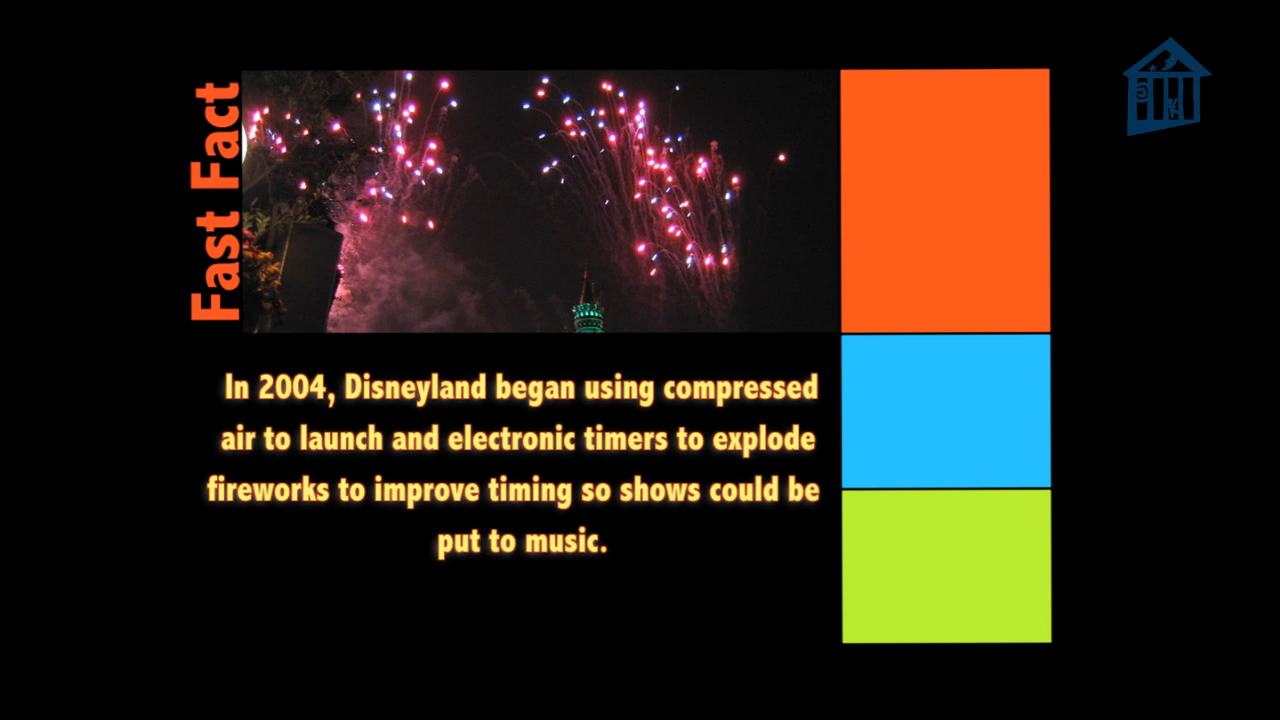 Fast Fact
In 2004, Disneyland began using compressed
air to launch and electronic timers to explode
fireworks to improve timing so shows could be
put to music.